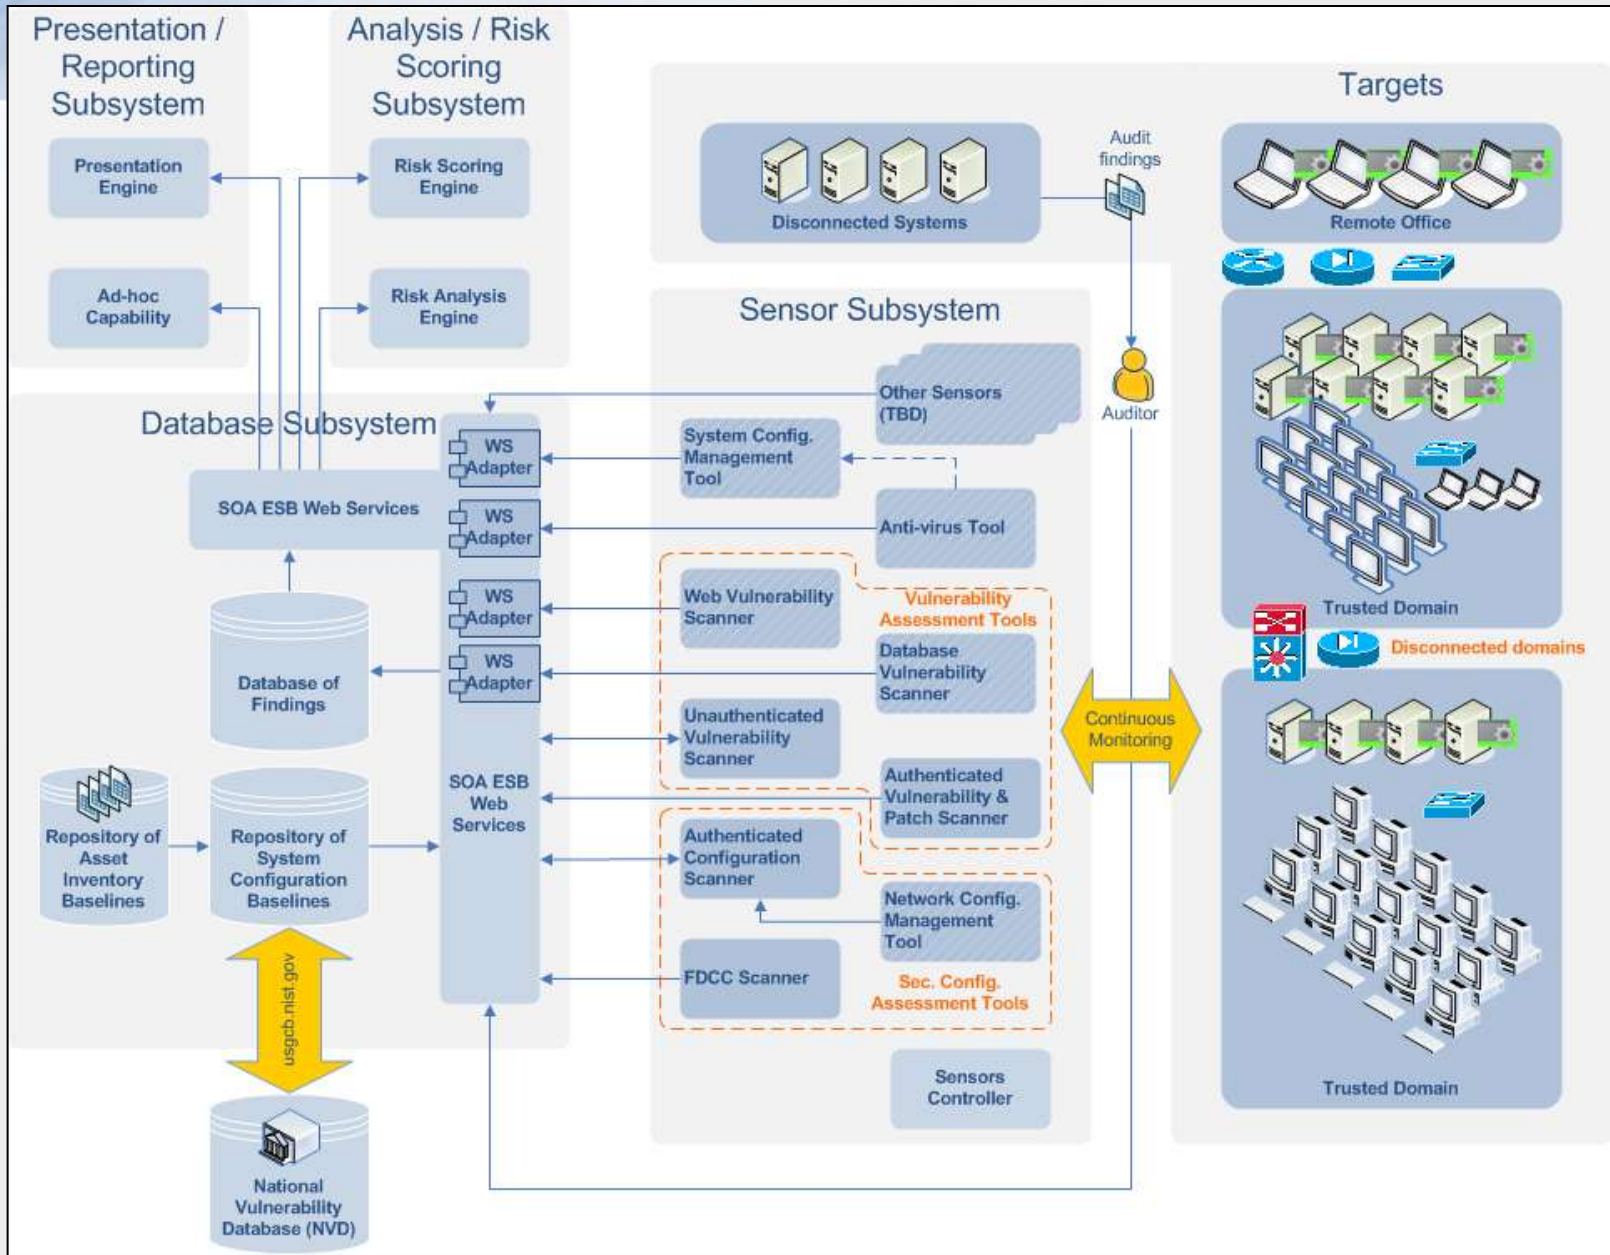 Presentation /
Reporting
Subsystem
Presentation
Engine
Ad-hoc
Capability
Analysis / Risk
Scoring
Subsystem
Risk Scoring
Engine
Risk Analysis
Engine
Targets
Disconnected Systems
Audit
findings
Auditor
Remote Office
Trusted Domain
Disconnected domains
Trusted Domain
Continuous
Monitoring
Sensor Subsystem
Other Sensors
(TBD)
System Config.
Management
Tool
Anti-virus Tool
Web Vulnerability
Scanner
Vulnerability
Assessment Tools
Database
Vulnerability
Scanner
Unauthenticated
Vulnerability
Scanner
Authenticated
Vulnerability &
Patch Scanner
Authenticated
Configuration
Scanner
Network Config.
Management
Tool
FDCC Scanner
Sec. Config.
Assessment Tools
Sensors
Controller
Database Subsystem
SOA ESB Web Services
WS
Adapter
WS
Adapter
WS
Adapter
WS
Adapter
SOA ESB
Web
Services
Database of
Findings
Repository of
Asset
Inventory
Baselines
Repository of
System
Configuration
Baselines
usgcb.nist.gov
National
Vulnerability
Database (NVD)